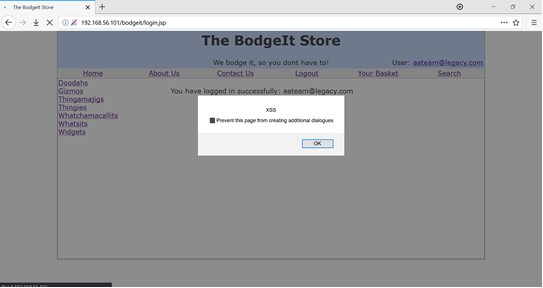 The BodgeIt Store
192.168.56.101/bodgeit/login.jsp
The BodgeIt Store
We bodge it, so you dont have to!
User: aateam@legacy.com
Home
About Us
Contact Us
Logout
Your Basket
Search
Doodahs
Gizmos
Thingamajigs
Thingies
Whatchamacallits
Whatsits
Widgets
You have logged in successfully: aateam@legacy.com
XSS
Prevent this page from creating additional dialogues
OK